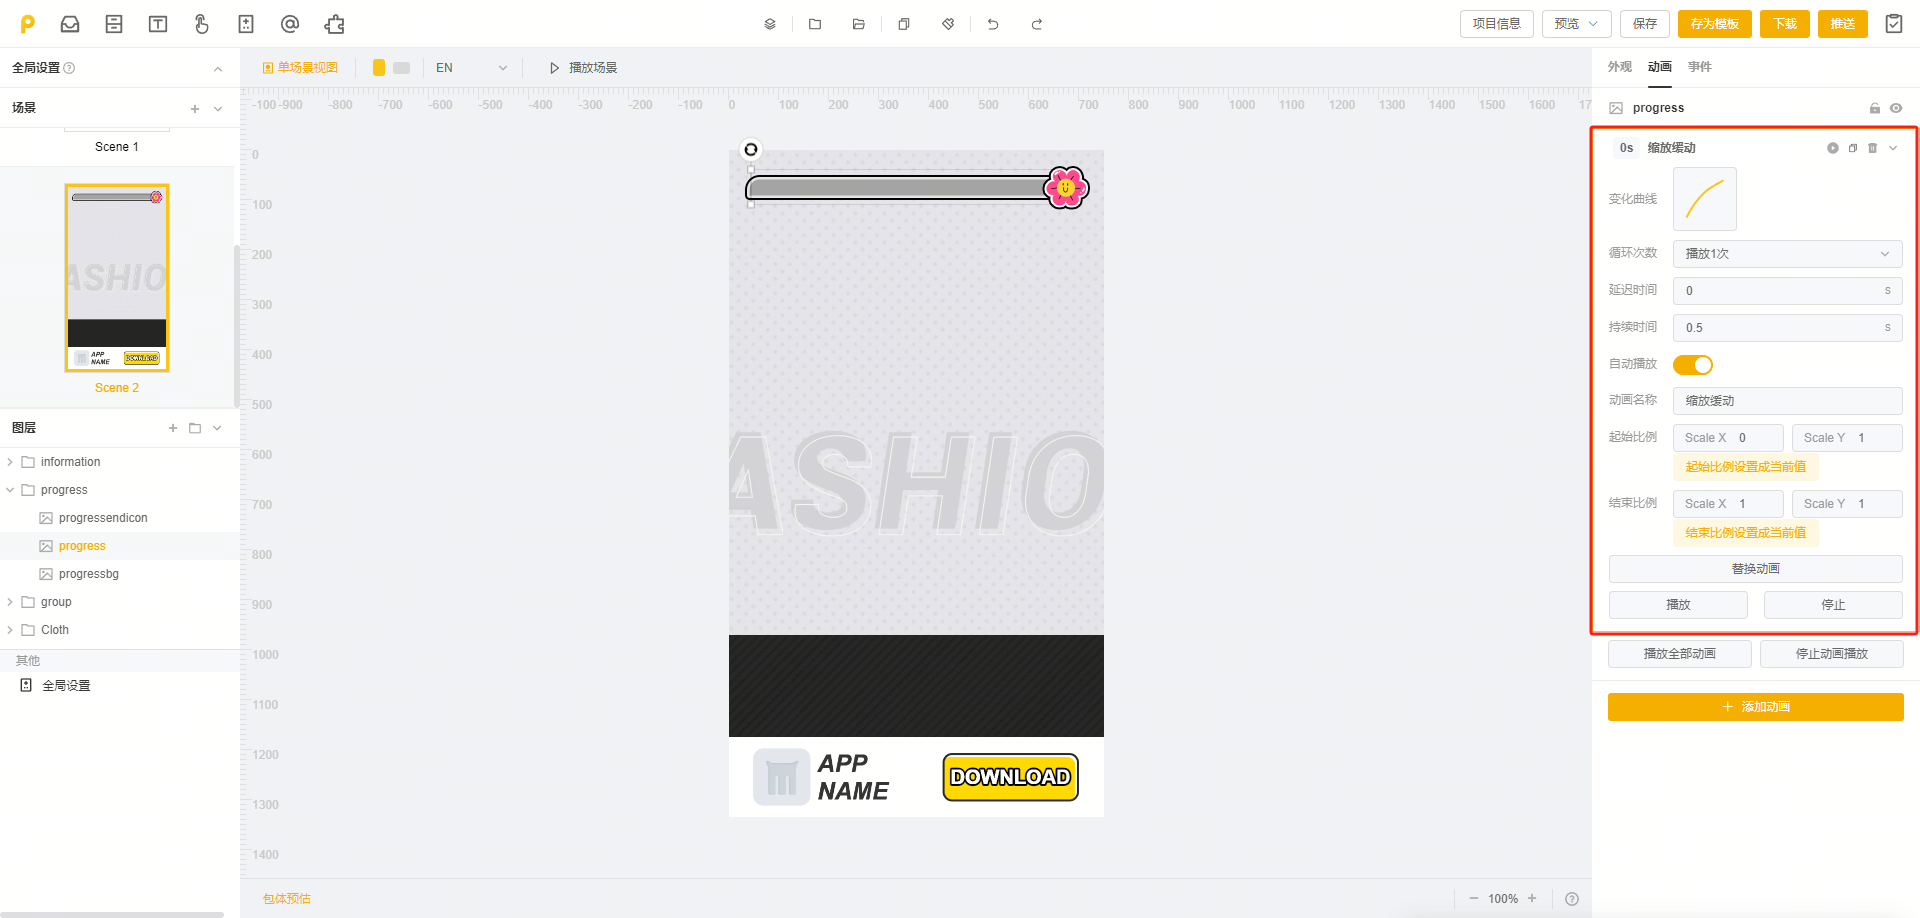 项目信息
预览
保存
存为模板
下载
推送
全局设置
场景
Scene 1
ASHIO
APP
NAME
DOWNLOAD
Scene 2
图层
information
progress
progressendicon
progress
progressbg
group
Cloth
其他
全局设置
单场景视图
EN
播放场景
-100 -900 -800 -700 -600 -500 -400 -300 -200 -100 0 100 200 300 400 500 600 700 800 900 1000 1100 1200 1300 1400 1500 1600 17
0
100
200
300
400
500
600
700
800
900
1000
1100
1200
1300
1400
ASHIO
APP
NAME
DOWNLOAD
包体预估
100%
外观 动画 事件
progress
0s 缩放缓动
变化曲线
循环次数 播放1次
延迟时间 0 s
持续时间 0.5 s
自动播放
动画名称 缩放缓动
起始比例 Scale X 0 Scale Y 1
起始比例设置成当前值
结束比例 Scale X 1 Scale Y 1
结束比例设置成当前值
替换动画
播放 停止
播放全部动画 停止动画播放
添加动画